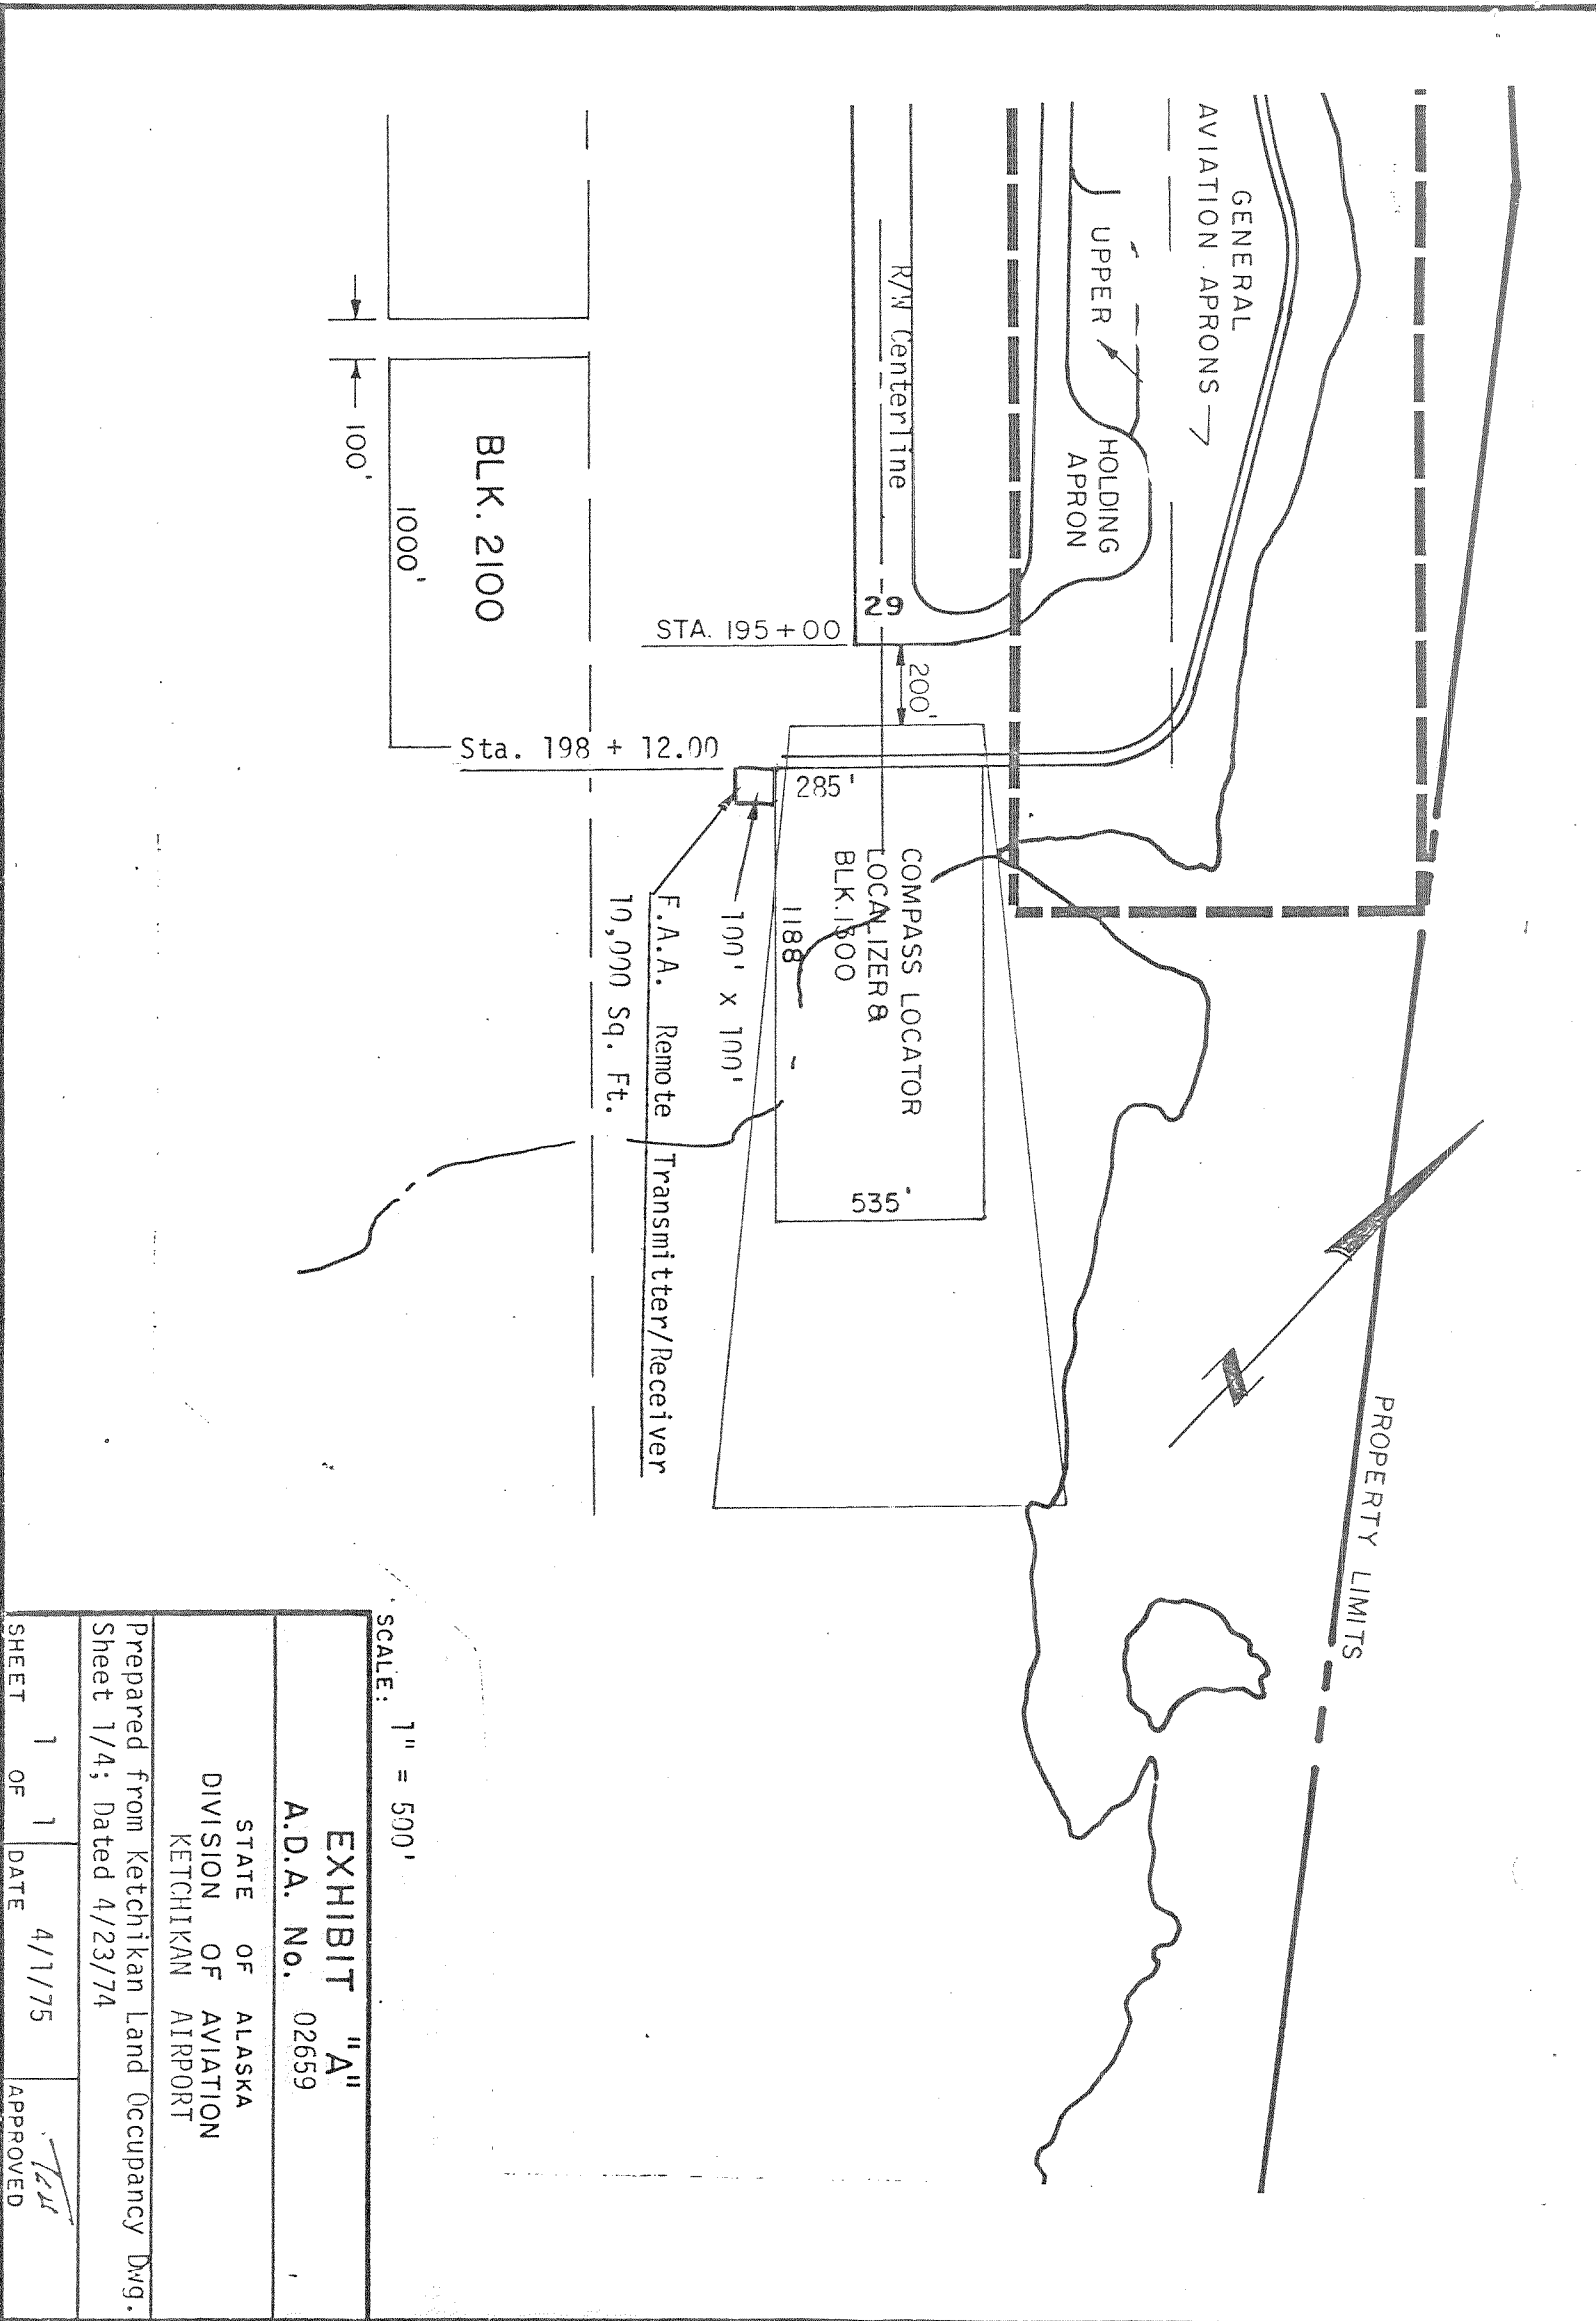 PROPERTY LIMITS
GENERAL
AVIATION APRONS
UPPER
HOLDING
APRON
R/W Centerline
29
200'
STA. 195+00
BLK. 2100
100'
1000'
Sta. 198 + 12.00
285'
COMPASS LOCATOR
LOCALIZER &
BLK. 1300
1188
535'
100' x 100'
F.A.A. Remote Transmitter/Receiver
10,000 Sq. Ft.
SCALE: 1" = 500'
EXHIBIT "A"
A.D.A. No. 02659
STATE OF ALASKA
DIVISION OF AVIATION
KETCHIKAN AIRPORT
Prepared from Ketchikan Land Occupancy Dwg.
Sheet 1/4; Dated 4/23/74
SHEET 1 OF 1
DATE 4/1/75
APPROVED